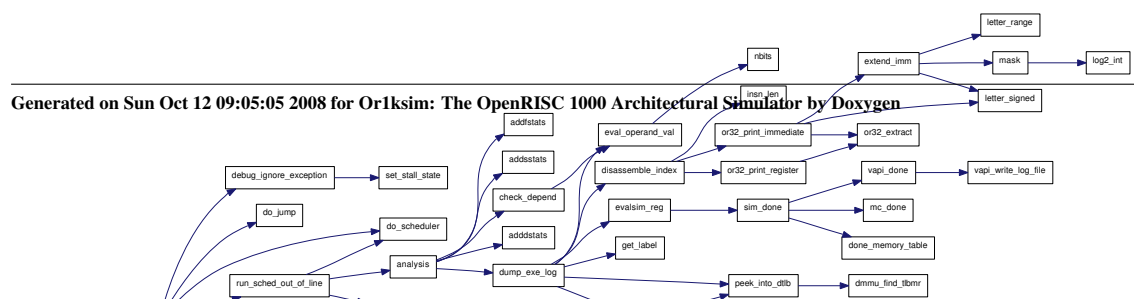 letter_range
nbits
extend_imm
mask
log2_int
insn_len
letter_signed
Generated on Sun Oct 12 09:05:05 2008 for Or1ksim: The OpenRISC 1000 Architectural Simulator by Doxygen
addfstats
eval_operand_val
or32_print_immediate
or32_extract
addsstats
debug_ignore_exception
set_stall_state
disassemble_index
or32_print_register
vapi_done
vapi_write_log_file
check_depend
do_jump
evalsim_reg
sim_done
mc_done
do_scheduler
adddstats
get_label
done_memory_table
analysis
dump_exe_log
run_sched_out_of_line
peek_into_dtlb
dmmu_find_tlbmr